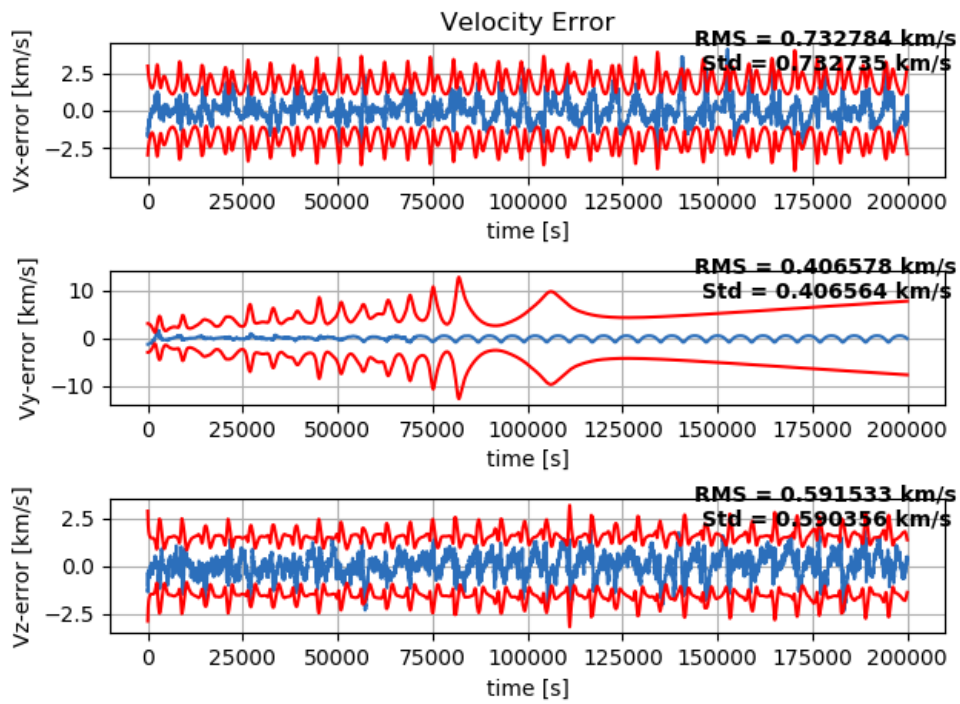 Velocity Error
RMS = 0.732784 km/s
Std = 0.732735 km/s
Vx-error [km/s]
2.5
0.0
−2.5
0 25000 50000 75000 100000 125000 150000 175000 200000
time [s]
RMS = 0.406578 km/s
Std = 0.406564 km/s
Vy-error [km/s]
10
0
−10
0 25000 50000 75000 100000 125000 150000 175000 200000
time [s]
RMS = 0.591533 km/s
Std = 0.590356 km/s
Vz-error [km/s]
2.5
0.0
−2.5
0 25000 50000 75000 100000 125000 150000 175000 200000
time [s]